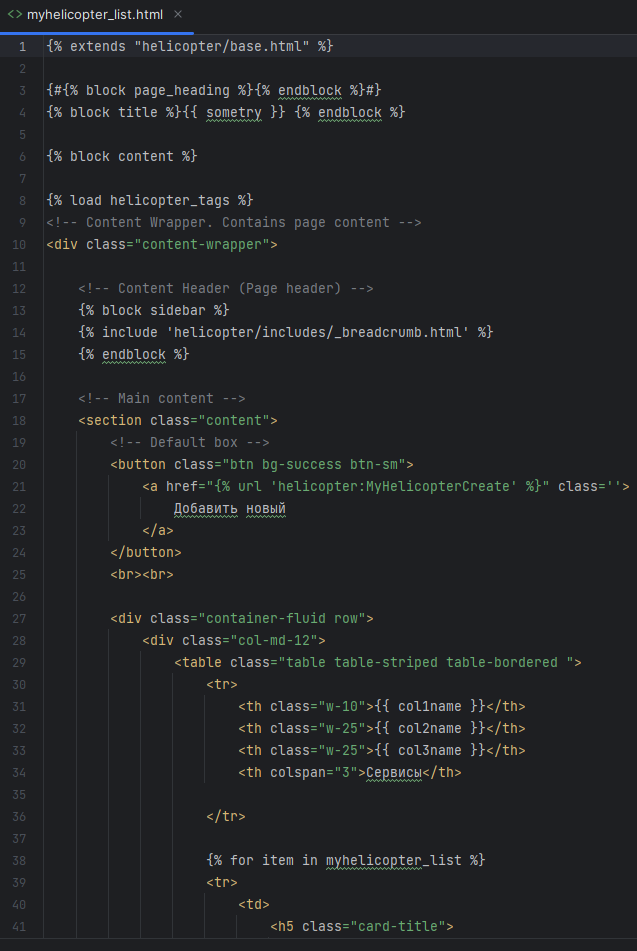 <> myhelicopter_list.html ×
1 {% extends "helicopter/base.html" %}
2
3 {#{% block page_heading %}{% endblock %}#}
4 {% block title %}{{ sometry }} {% endblock %}
5
6 {% block content %}
7
8 {% load helicopter_tags %}
9 <!-- Content Wrapper. Contains page content -->
10 <div class="content-wrapper">
11
12 <!-- Content Header (Page header) -->
13 {% block sidebar %}
14 {% include 'helicopter/includes/_breadcrumb.html' %}
15 {% endblock %}
16
17 <!-- Main content -->
18 <section class="content">
19 <!-- Default box -->
20 <button class="btn bg-success btn-sm">
21 <a href="{% url 'helicopter:MyHelicopterCreate' %}" class=''>
22 Добавить новый
23 </a>
24 </button>
25 <br><br>
26
27 <div class="container-fluid row">
28 <div class="col-md-12">
29 <table class="table table-striped table-bordered ">
30 <tr>
31 <th class="w-10">{{ col1name }}</th>
32 <th class="w-25">{{ col2name }}</th>
33 <th class="w-25">{{ col3name }}</th>
34 <th colspan="3">Сервисы</th>
35
36 </tr>
37
38 {% for item in myhelicopter_list %}
39 <tr>
40 <td>
41 <h5 class="card-title">